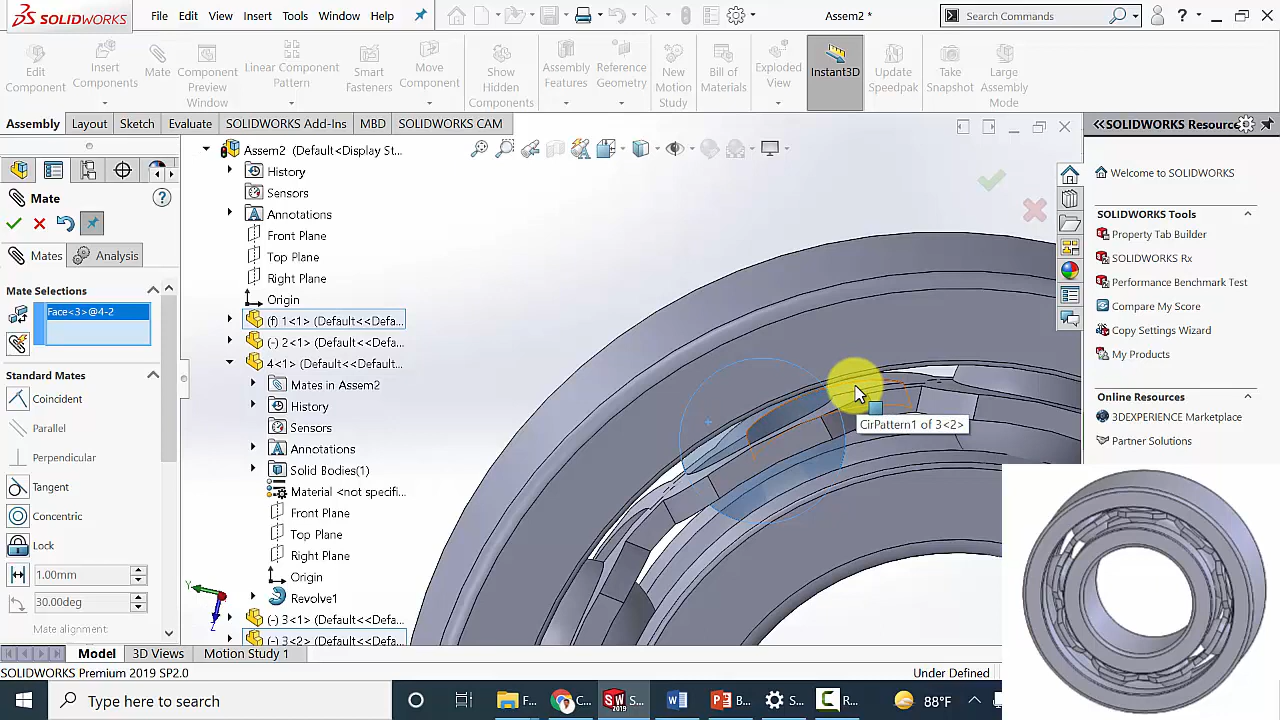 SOLIDWORKS
File Edit View Insert Tools Window Help
Assem2 *
Search Commands
?
Edit Component
Insert Components
Mate
Component Preview Window
Linear Component Pattern
Smart Fasteners
Move Component
Show Hidden Components
Assembly Features
Reference Geometry
New Motion Study
Bill of Materials
Exploded View
Instant3D
Update Speedpak
Take Snapshot
Large Assembly Mode
Assembly Layout Sketch Evaluate SOLIDWORKS Add-Ins MBD SOLIDWORKS CAM
Mate
Mates Analysis
Mate Selections
Face<3>@4-2
Standard Mates
Coincident
Parallel
Perpendicular
Tangent
Concentric
Lock
1.00mm
30.00deg
Mate alignment:
Assem2 (Default<Display St...
History
Sensors
Annotations
Front Plane
Top Plane
Right Plane
Origin
(f) 1<1> (Default<<Defa...
(-) 2<1> (Default<<Defa...
4<1> (Default<<Default>...
Mates in Assem2
History
Sensors
Annotations
Solid Bodies(1)
Material <not specifi...
Front Plane
Top Plane
Right Plane
Origin
Revolve1
(-) 3<1> (Default<<Defa...
(-) 3<2> (Default<<Defa...
CirPattern1 of 3<2>
Y
Z
SOLIDWORKS Resourc
Welcome to SOLIDWORKS
SOLIDWORKS Tools
Property Tab Builder
SOLIDWORKS Rx
Performance Benchmark Test
Compare My Score
Copy Settings Wizard
My Products
Online Resources
3DEXPERIENCE Marketplace
Partner Solutions
Model 3D Views Motion Study 1
SOLIDWORKS Premium 2019 SP2.0
Under Defined
Type here to search
F...
(...
SW 2019 S...
W
P B...
S...
C R...
88°F